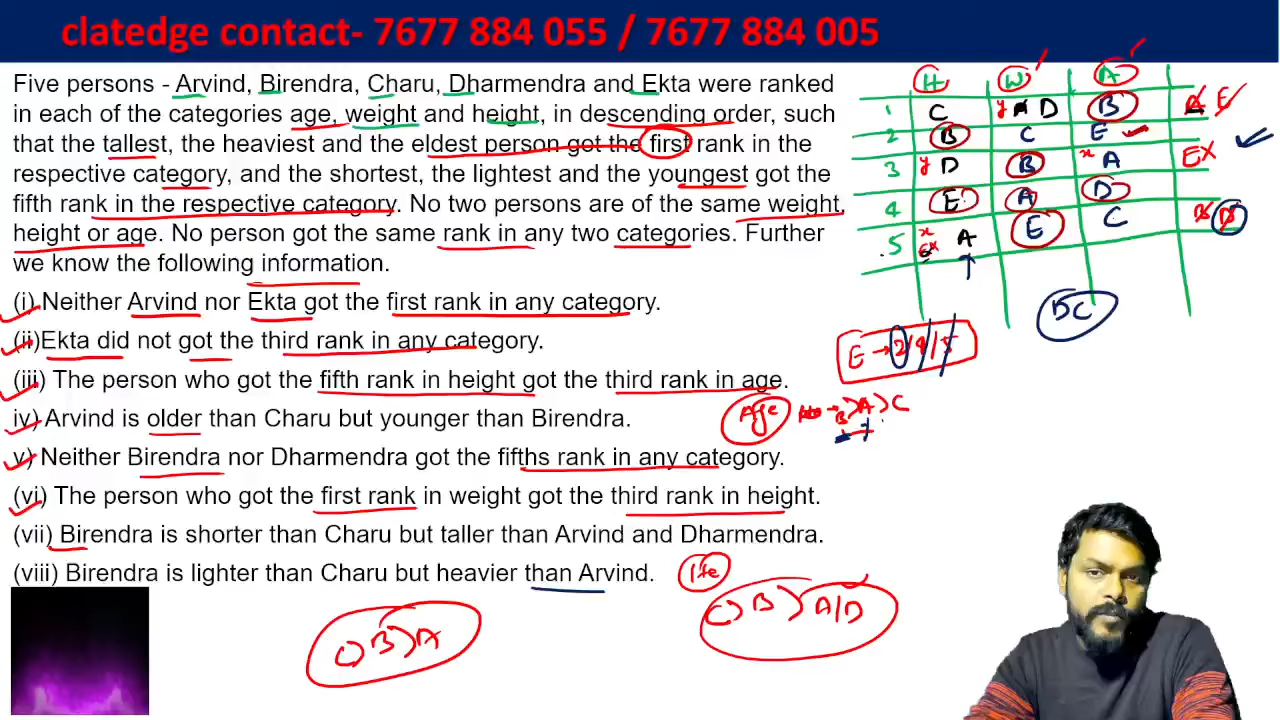 clatedge contact- 7677 884 055 / 7677 884 005
Five persons - Arvind, Birendra, Charu, Dharmendra and Ekta were ranked
in each of the categories age, weight and height, in descending order, such
that the tallest, the heaviest and the eldest person got the first rank in the
respective category, and the shortest, the lightest and the youngest got the
fifth rank in the respective category. No two persons are of the same weight,
height or age. No person got the same rank in any two categories. Further
we know the following information.
(i) Neither Arvind nor Ekta got the first rank in any category.
(ii)Ekta did not got the third rank in any category.
(iii) The person who got the fifth rank in height got the third rank in age.
iv) Arvind is older than Charu but younger than Birendra.
v) Neither Birendra nor Dharmendra got the fifths rank in any category.
(vi) The person who got the first rank in weight got the third rank in height.
(vii) Birendra is shorter than Charu but taller than Arvind and Dharmendra.
(viii) Birendra is lighter than Charu but heavier than Arvind.
H W A
1 C y D B E
2 B C E
3 y D B x A EX
4 E A D
5 x A E C
DC
E → 2/4/5
Age B>A>C
C>B>A/D
B>A